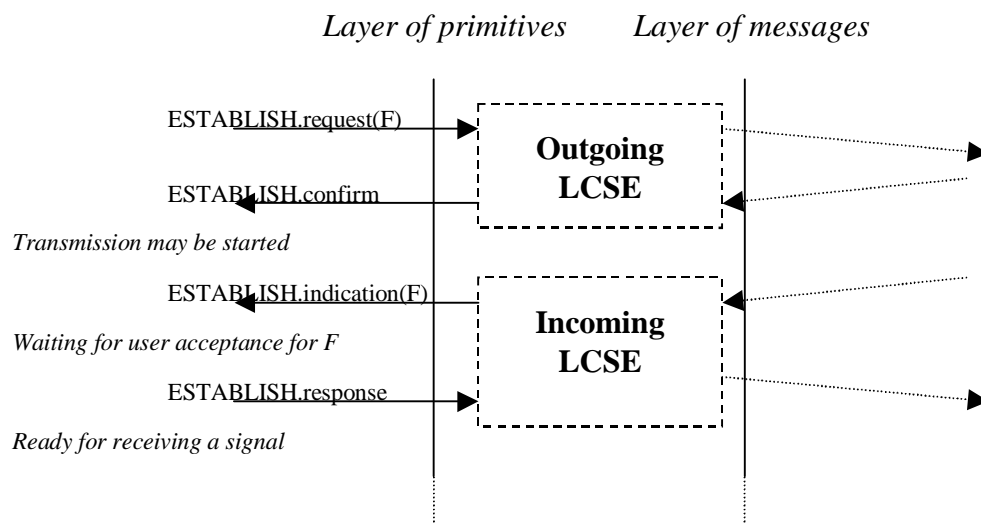 Layer of primitives Layer of messages
ESTABLISH.request(F)
Outgoing
LCSE
ESTABLISH.confirm
Transmission may be started
ESTABLISH.indication(F)
Incoming
LCSE
Waiting for user acceptance for F
ESTABLISH.response
Ready for receiving a signal